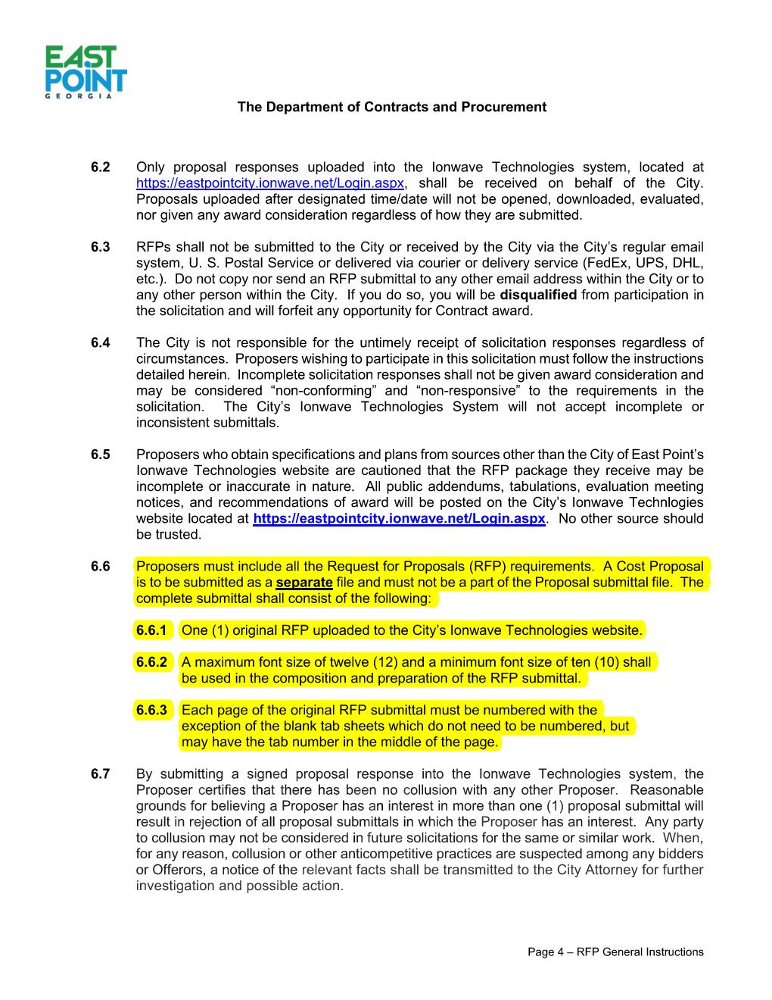 EAST
POINT
GEORGIA
The Department of Contracts and Procurement
6.2 Only proposal responses uploaded into the Ionwave Technologies system, located at
https://eastpointcity.ionwave.net/Login.aspx, shall be received on behalf of the City.
Proposals uploaded after designated time/date will not be opened, downloaded, evaluated,
nor given any award consideration regardless of how they are submitted.
6.3 RFPs shall not be submitted to the City or received by the City via the City’s regular email
system, U. S. Postal Service or delivered via courier or delivery service (FedEx, UPS, DHL,
etc.). Do not copy nor send an RFP submittal to any other email address within the City or to
any other person within the City. If you do so, you will be disqualified from participation in
the solicitation and will forfeit any opportunity for Contract award.
6.4 The City is not responsible for the untimely receipt of solicitation responses regardless of
circumstances. Proposers wishing to participate in this solicitation must follow the instructions
detailed herein. Incomplete solicitation responses shall not be given award consideration and
may be considered “non-conforming” and “non-responsive” to the requirements in the
solicitation. The City’s Ionwave Technologies System will not accept incomplete or
inconsistent submittals.
6.5 Proposers who obtain specifications and plans from sources other than the City of East Point’s
Ionwave Technologies website are cautioned that the RFP package they receive may be
incomplete or inaccurate in nature. All public addendums, tabulations, evaluation meeting
notices, and recommendations of award will be posted on the City’s Ionwave Technlogies
website located at https://eastpointcity.ionwave.net/Login.aspx. No other source should
be trusted.
6.6 Proposers must include all the Request for Proposals (RFP) requirements. A Cost Proposal
is to be submitted as a separate file and must not be a part of the Proposal submittal file. The
complete submittal shall consist of the following:
6.6.1 One (1) original RFP uploaded to the City’s Ionwave Technologies website.
6.6.2 A maximum font size of twelve (12) and a minimum font size of ten (10) shall
be used in the composition and preparation of the RFP submittal.
6.6.3 Each page of the original RFP submittal must be numbered with the
exception of the blank tab sheets which do not need to be numbered, but
may have the tab number in the middle of the page.
6.7 By submitting a signed proposal response into the Ionwave Technologies system, the
Proposer certifies that there has been no collusion with any other Proposer. Reasonable
grounds for believing a Proposer has an interest in more than one (1) proposal submittal will
result in rejection of all proposal submittals in which the Proposer has an interest. Any party
to collusion may not be considered in future solicitations for the same or similar work. When,
for any reason, collusion or other anticompetitive practices are suspected among any bidders
or Offerors, a notice of the relevant facts shall be transmitted to the City Attorney for further
investigation and possible action.
Page 4 – RFP General Instructions